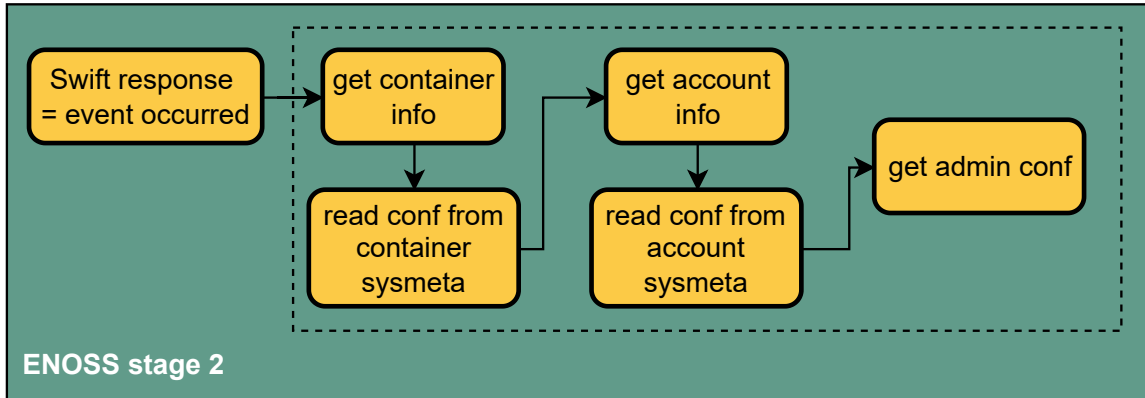 Swift response
= event occurred
get container
info
read conf from
container
sysmeta
get account
info
read conf from
account
sysmeta
get admin conf
ENOSS stage 2